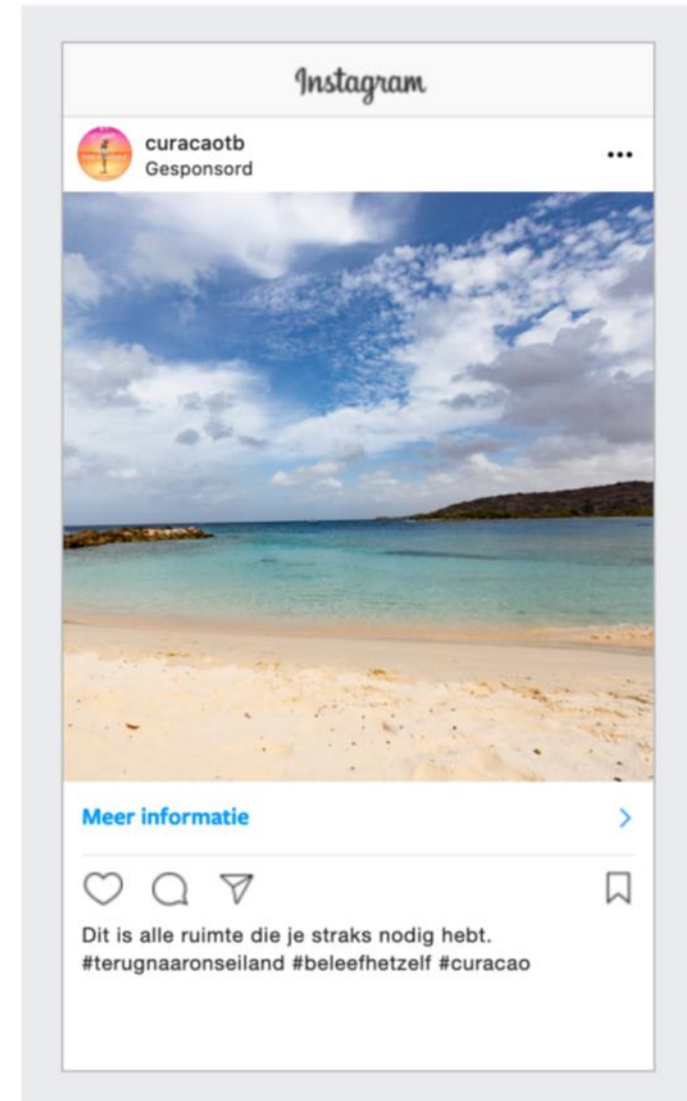 Instagram
curacaotb
Gesponsord
Meer informatie
Dit is alle ruimte die je straks nodig hebt.
#terugnaaronseiland #beleefhetzelf #curacao